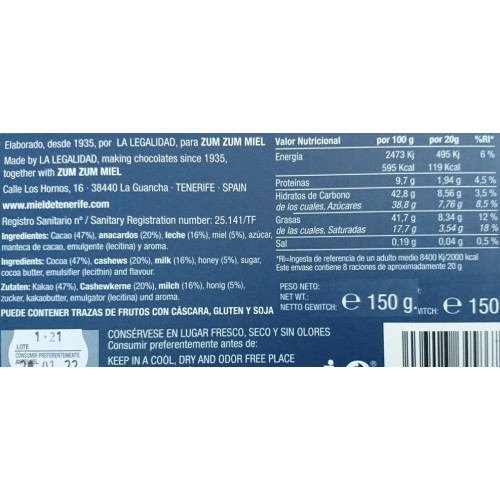 Elaborado, desde 1935, por LA LEGALIDAD, para ZUM ZUM MIEL
Made by LA LEGALIDAD, making chocolates since 1935,
together with ZUM ZUM MIEL
Calle Los Hornos, 16 · 38440 La Guancha · TENERIFE · SPAIN
www.mieldetenerife.com
Registro Sanitario nº / Sanitary Registration number: 25.141/TF
Ingredientes: Cacao (47%), anacardos (20%), leche (16%), miel (5%), azúcar,
manteca de cacao, emulgente (lecitina) y aroma.
Ingredients: Cocoa (47%), cashews (20%), milk (16%), honey (5%), sugar,
cocoa butter, emulsifier (lecithin) and flavour.
Zutaten: Kakao (47%), Cashewkerne (20%), milch (16%), honig (5%),
zucker, kakaobutter, emulgator (lecitina) und aroma.
PUEDE CONTENER TRAZAS DE FRUTOS CON CÁSCARA, GLUTEN Y SOJA
Valor Nutricional por 100 g por 20g %RI*
Energía 2473 Kj 495 Kj 6 %
595 Kcal 119 Kcal
Proteínas 9,7 g 1,94 g 4,5 %
Hidratos de Carbono 42,8 g 8,56 g 3,5 %
de los cuales, Azúcares 38,8 g 7,76 g 8,5 %
Grasas 41,7 g 8,34 g 12 %
de los cuales, Saturadas 17,7 g 3,54 g 18 %
Sal 0,19 g 0,04 g 0,5 %
*RI=Ingesta de referencia de un adulto medio 8400 Kj/2000 kcal
Este envase contiene 8 raciones de aproximadamente 20 g
PESO NETO:
NET WT.:
NETTO GEWITCH: ℮ 150 g.
VITCH: ℮ 150
1-21
LOTE
CONSUMIR PREFERENTEMENTE
01 22
CONSÉRVESE EN LUGAR FRESCO, SECO Y SIN OLORES
Consumir preferentemente antes de:
KEEP IN A COOL, DRY AND ODOR FREE PLACE